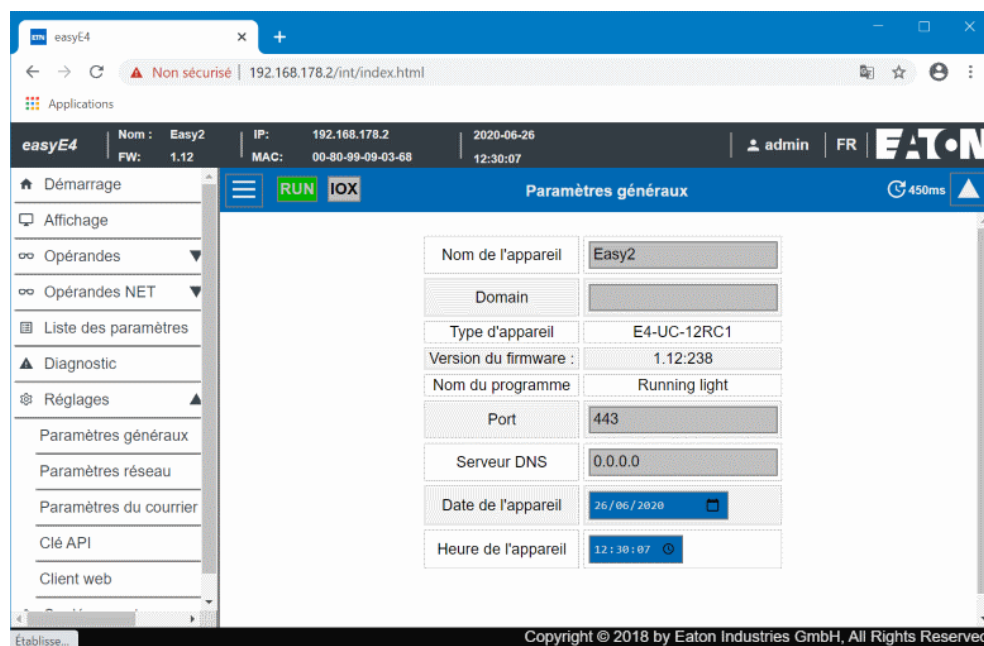 easyE4
Non sécurisé | 192.168.178.2/int/index.html
Applications
easyE4
Nom : Easy2
FW: 1.12
IP: 192.168.178.2
MAC: 00-80-99-09-03-68
2020-06-26
12:30:07
admin
FR
EATON
Démarrage
Affichage
Opérandes
Opérandes NET
Liste des paramètres
Diagnostic
Réglages
Paramètres généraux
Paramètres réseau
Paramètres du courrier
Clé API
Client web
RUN IOX
Paramètres généraux
450ms
Nom de l'appareil Easy2
Domain
Type d'appareil E4-UC-12RC1
Version du firmware : 1.12:238
Nom du programme Running light
Port 443
Serveur DNS 0.0.0.0
Date de l'appareil 26/06/2020
Heure de l'appareil 12:30:07
Établisse...
Copyright © 2018 by Eaton Industries GmbH, All Rights Reserved